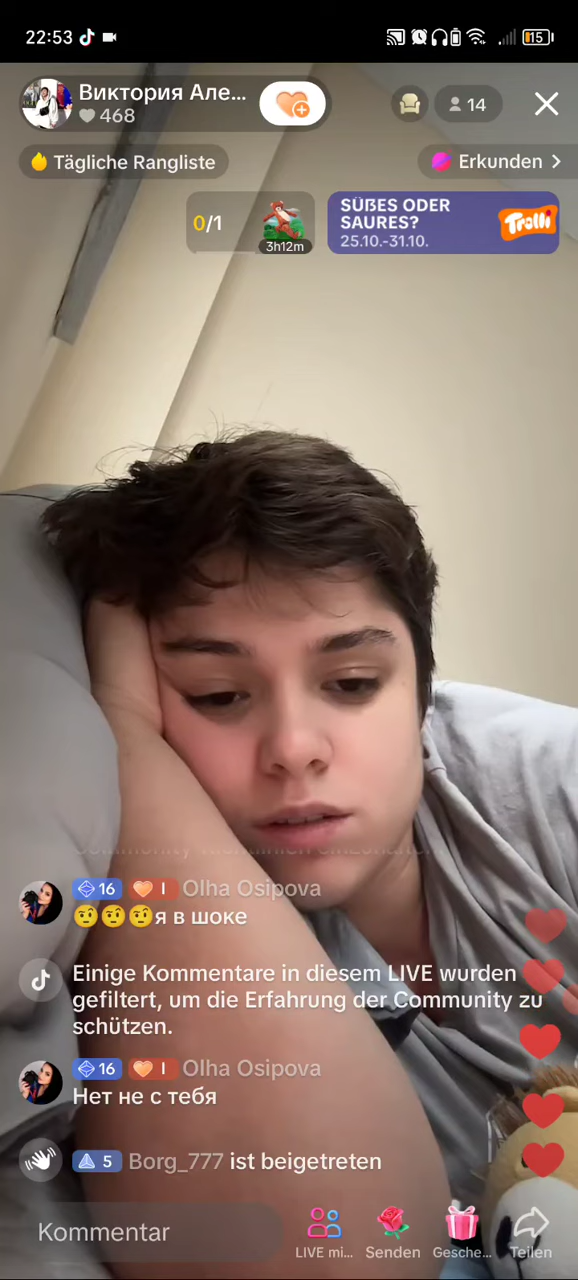 22:53
15
Виктория Але...
468
14
Tägliche Rangliste
Erkunden
0/1
3h12m
SÜẞES ODER
SAURES?
25.10.-31.10.
Trolli
16 I Olha Osipova
🤨🤨🤨я в шоке
Einige Kommentare in diesem LIVE wurden
gefiltert, um die Erfahrung der Community zu
schützen.
16 I Olha Osipova
Нет не с тебя
5 Borg_777 ist beigetreten
Kommentar
LIVE mi...
Senden
Gesche...
Teilen